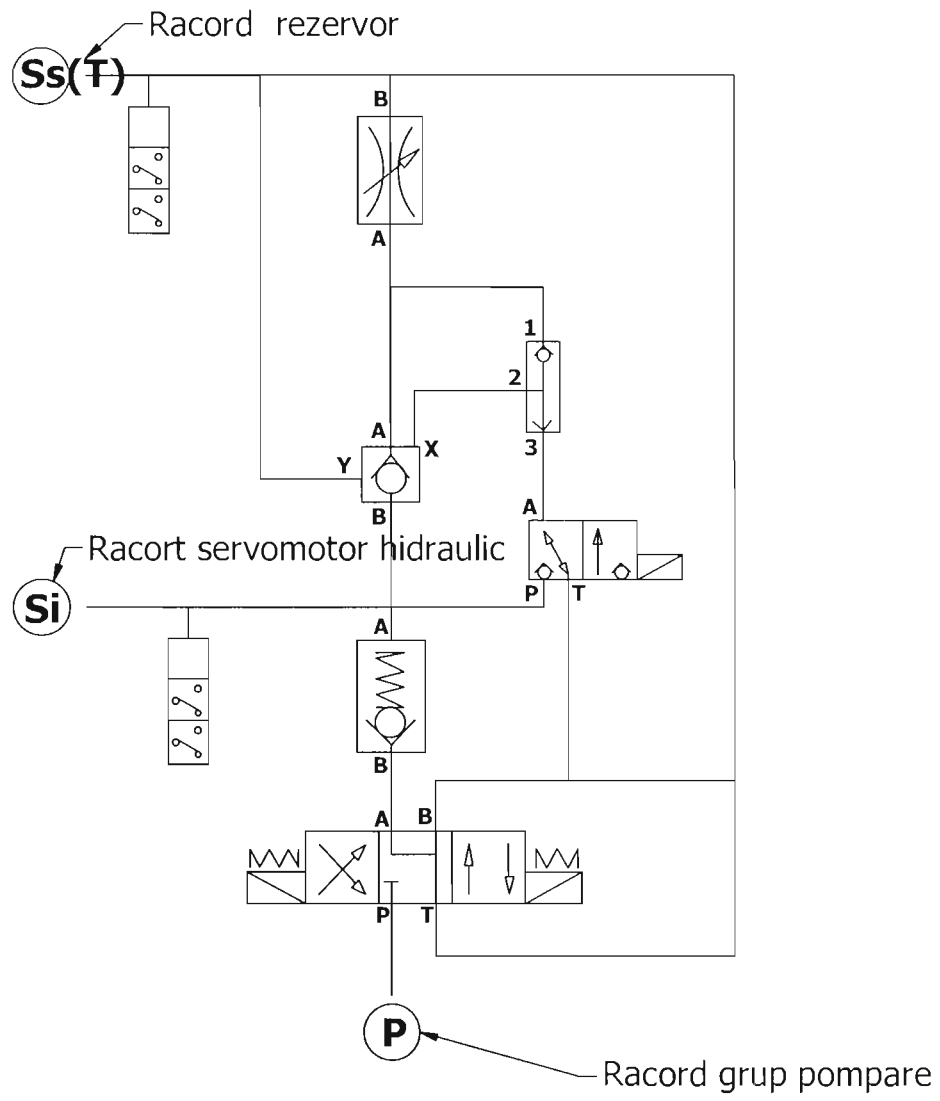 Racord rezervor
Ss(T)
B
A
1
2
A
X
3
Y
A
B
Racort servomotor hidraulic
P
T
Si
A
B
A
B
P
T
P
Racord grup pompare